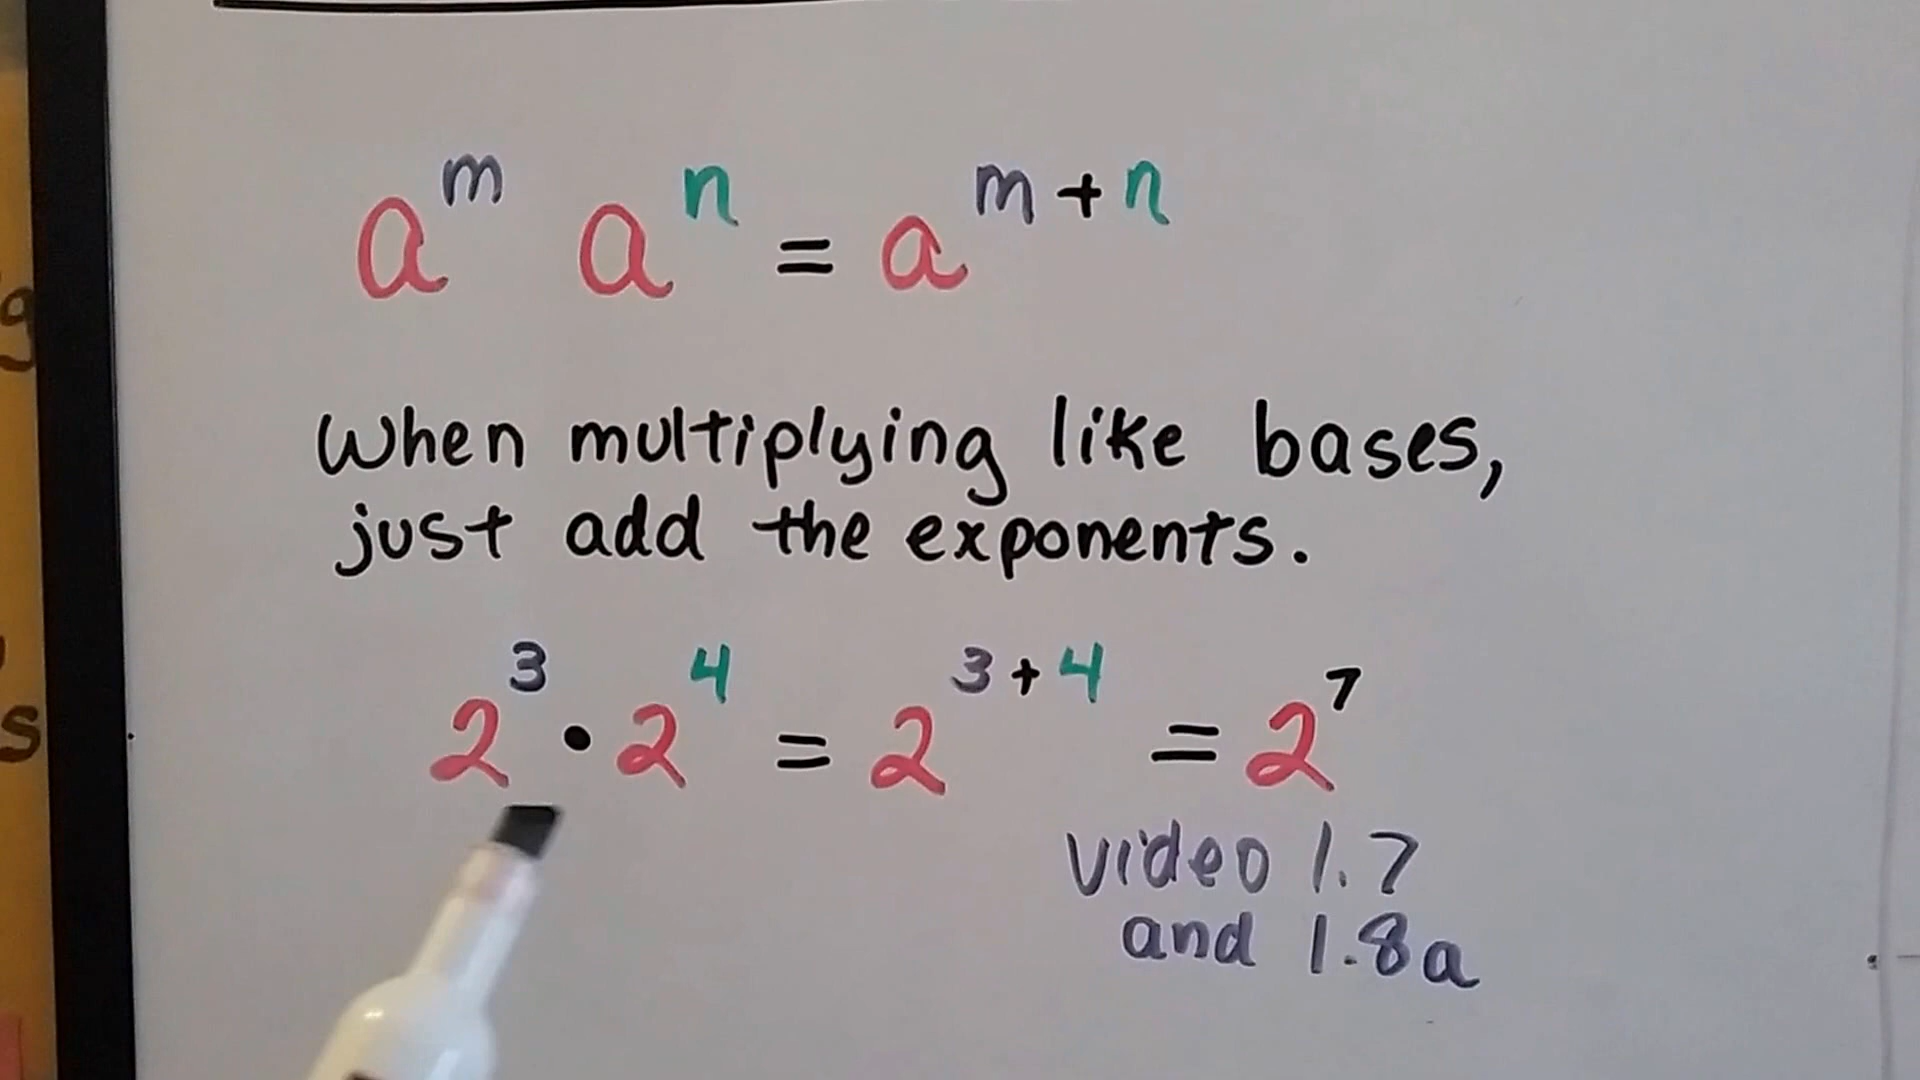 a^m a^n = a^(m+n)
When multiplying like bases,
just add the exponents.
2^3 • 2^4 = 2^(3+4) = 2^7
video 1.7
and 1.8a